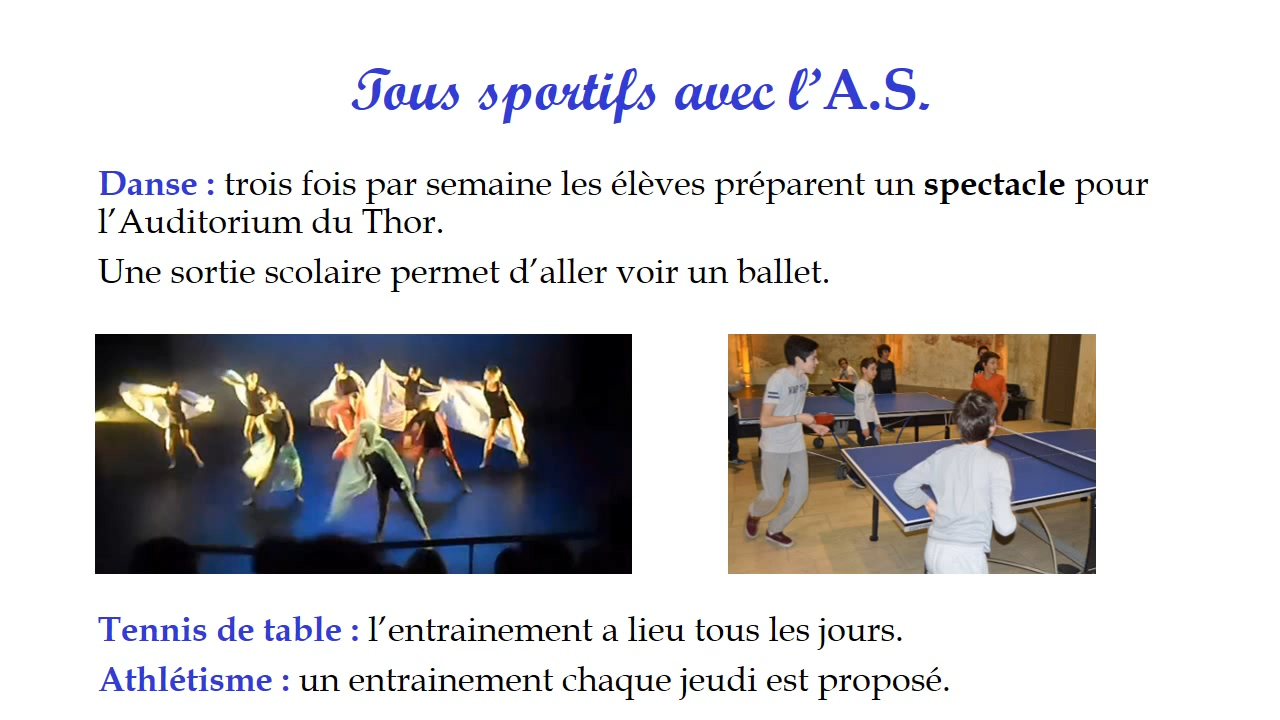 Tous sportifs avec l’A.S.
Danse : trois fois par semaine les élèves préparent un spectacle pour
l’Auditorium du Thor.
Une sortie scolaire permet d’aller voir un ballet.
Tennis de table : l’entrainement a lieu tous les jours.
Athlétisme : un entrainement chaque jeudi est proposé.